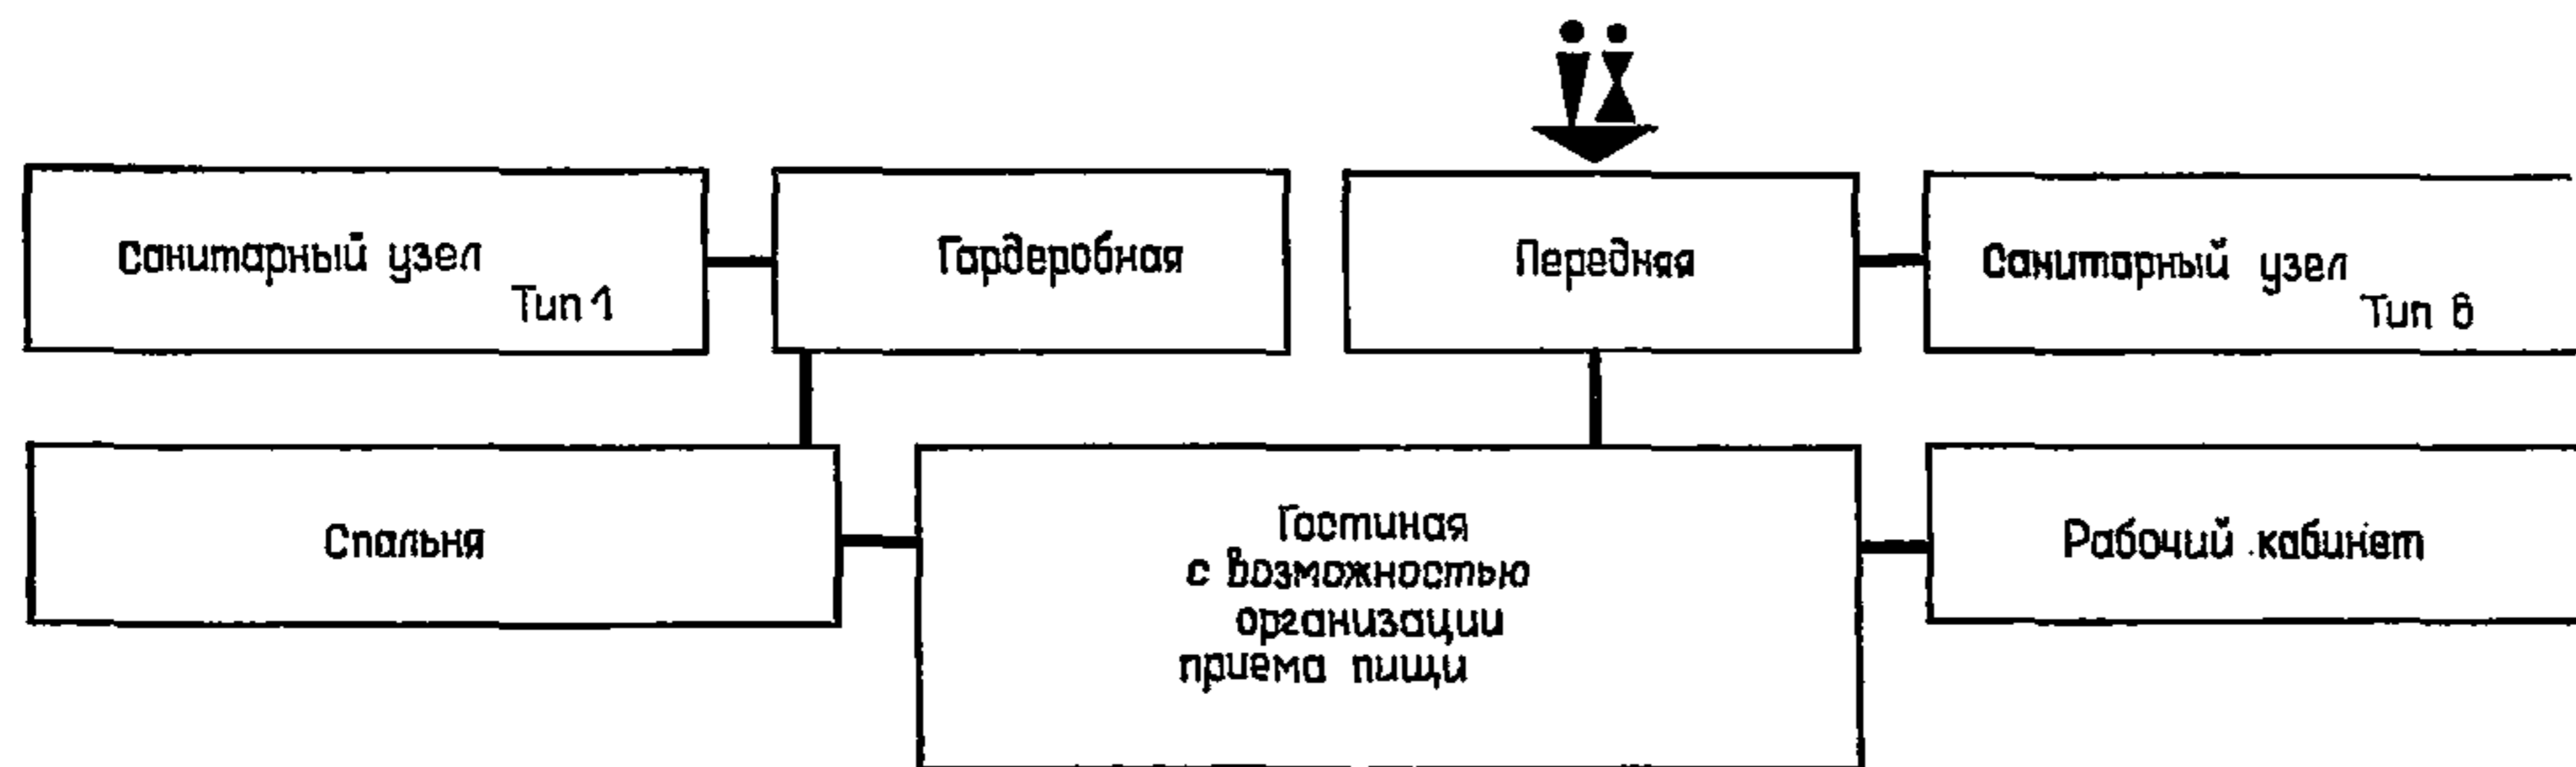 Санитарный узел
Тип 1
Гардеробная
Передняя
Санитарный узел
Тип 6
Спальня
Гостиная
с возможностью
организации
приема пищи
Рабочий кабинет